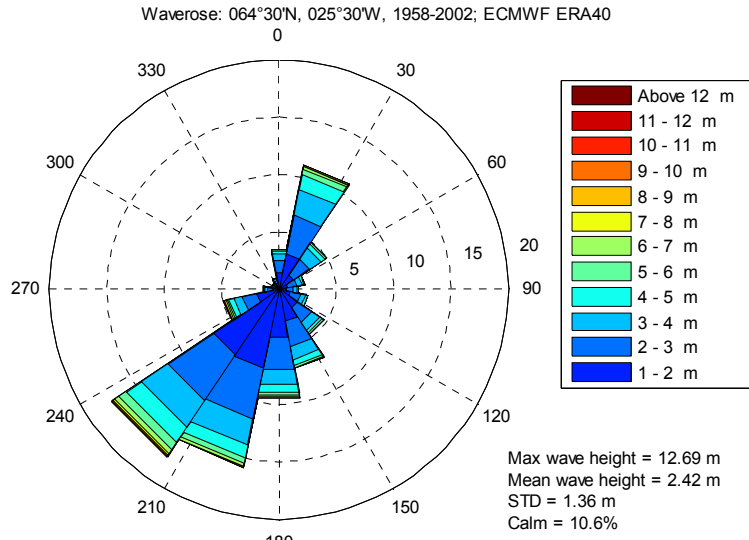 Waverose: 064°30'N, 025°30'W, 1958-2002; ECMWF ERA40
0
330
30
300
60
270
5
10
15
20
90
240
120
210
150
180
Above 12 m
11 - 12 m
10 - 11 m
9 - 10 m
8 - 9 m
7 - 8 m
6 - 7 m
5 - 6 m
4 - 5 m
3 - 4 m
2 - 3 m
1 - 2 m
Max wave height = 12.69 m
Mean wave height = 2.42 m
STD = 1.36 m
Calm = 10.6%